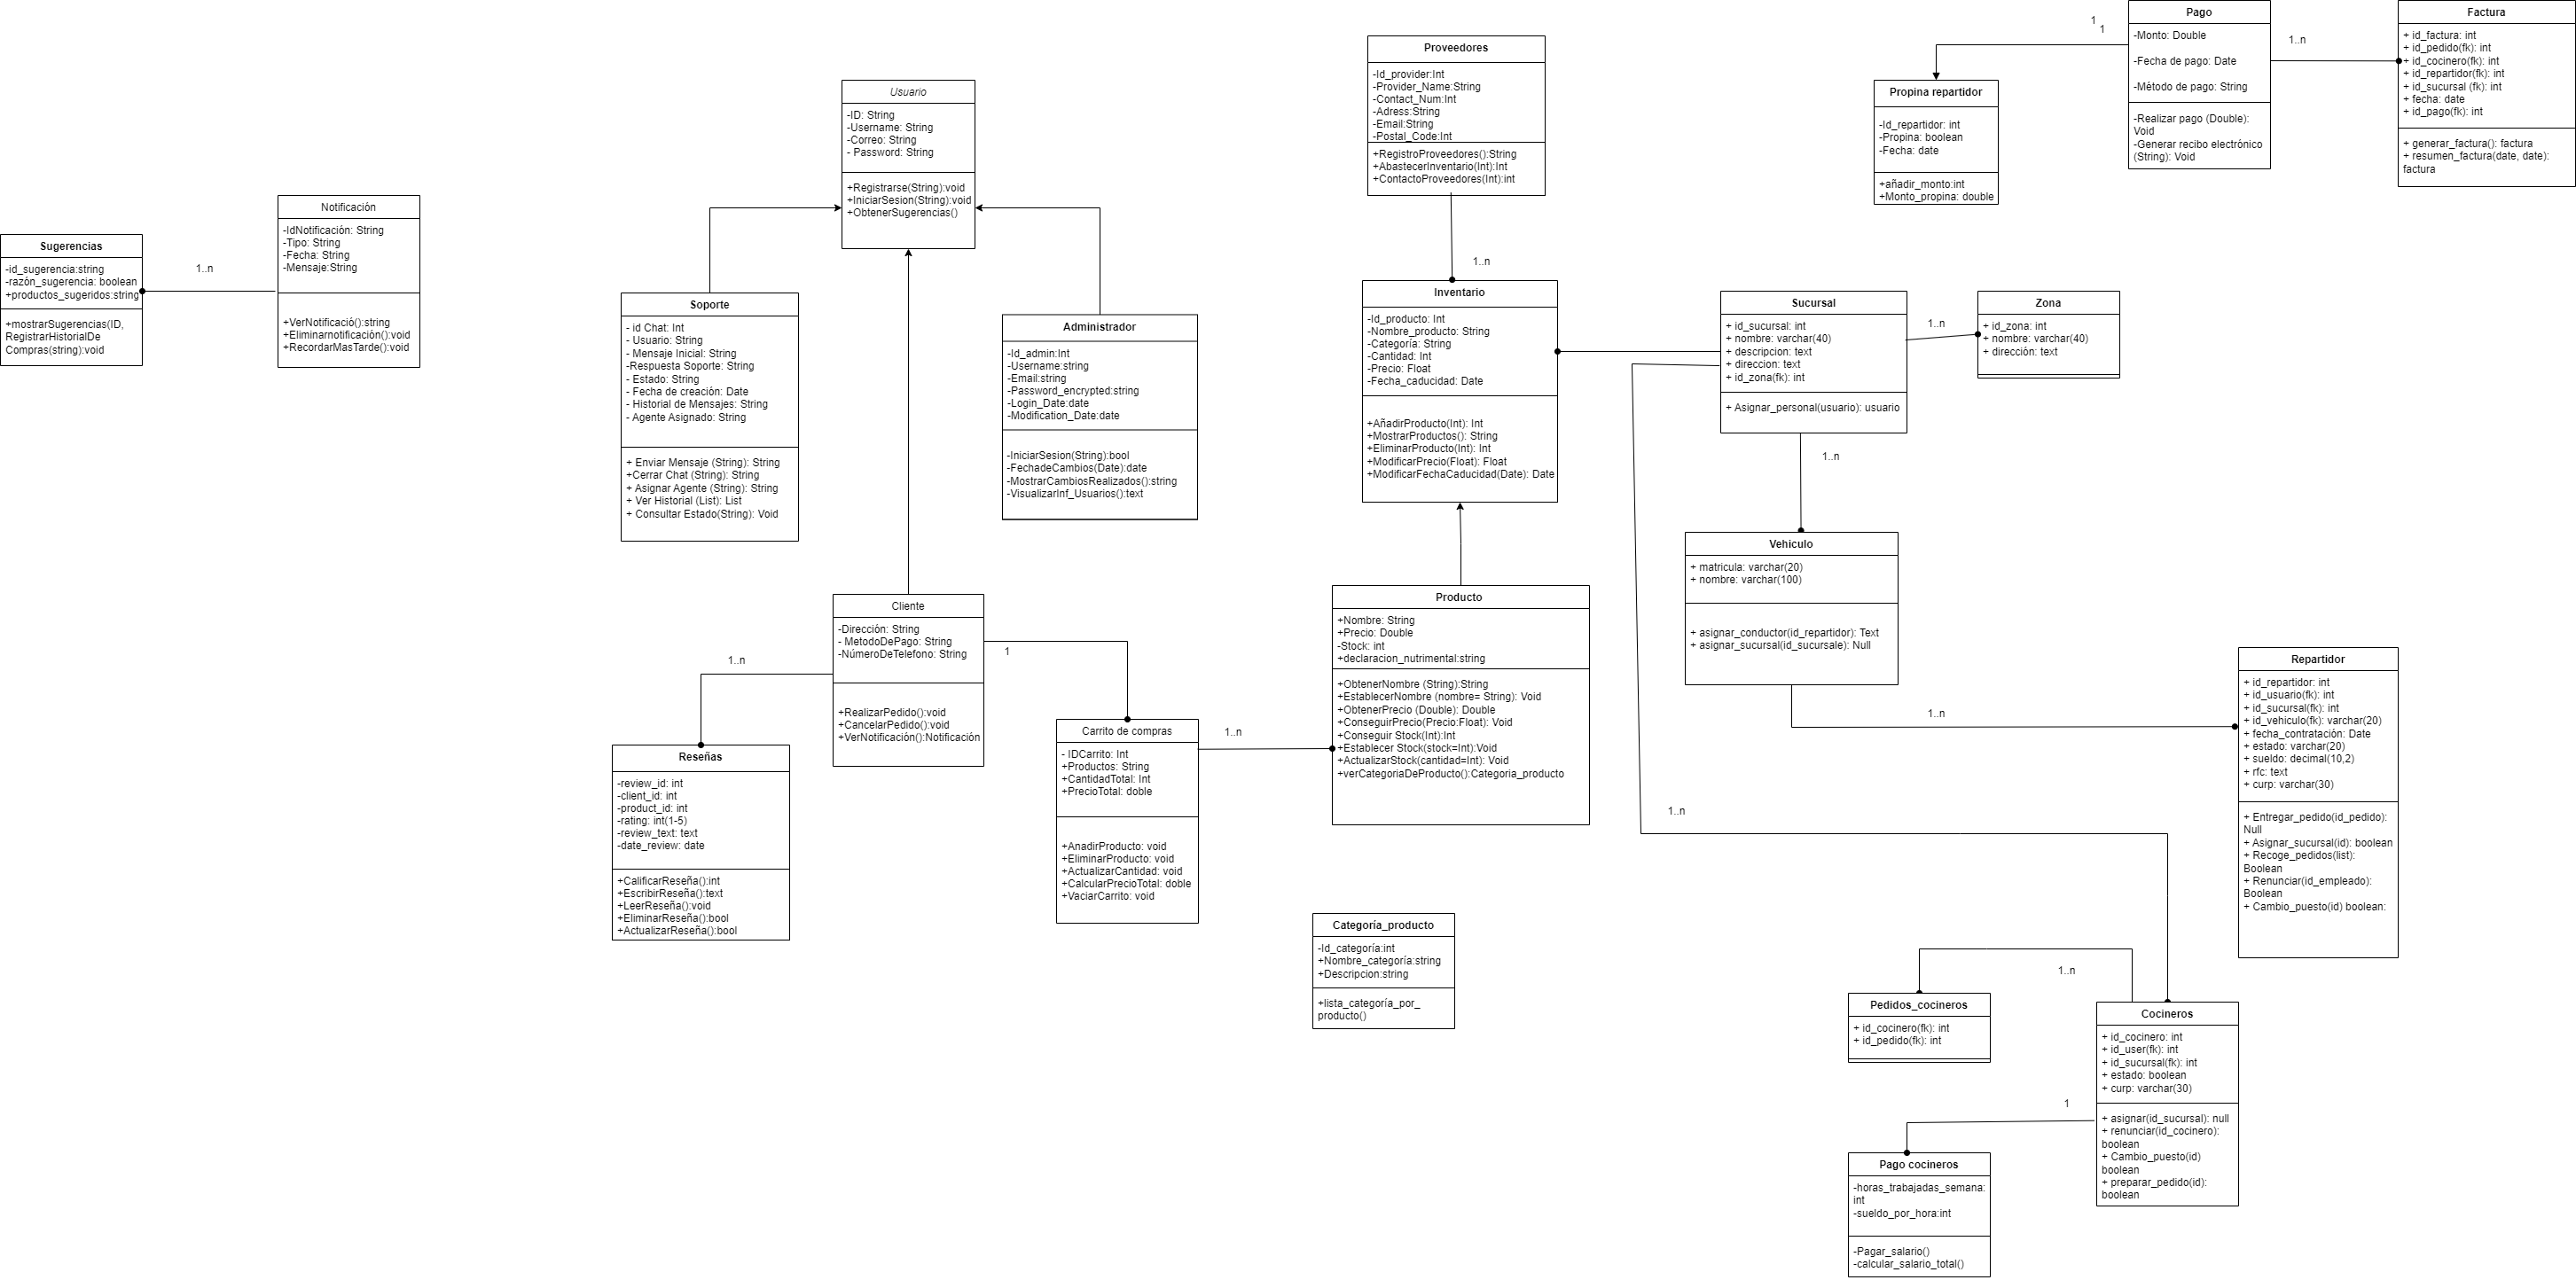 Sugerencias
-id_sugerencia:string
-razón_sugerencia: boolean
+productos_sugeridos:string
+mostrarSugerencias(ID,
RegistrarHistorialDe
Compras(string):void
1..n
Notificación
-IdNotificación: String
-Tipo: String
-Fecha: String
-Mensaje:String
+VerNotificació():string
+Eliminarnotificación():void
+RecordarMasTarde():void
Usuario
-ID: String
-Username: String
-Correo: String
- Password: String
+Registrarse(String):void
+IniciarSesion(String):void
+ObtenerSugerencias()
Soporte
- id Chat: Int
- Usuario: String
- Mensaje Inicial: String
-Respuesta Soporte: String
- Estado: String
- Fecha de creación: Date
- Historial de Mensajes: String
- Agente Asignado: String
+ Enviar Mensaje (String): String
+Cerrar Chat (String): String
+ Asignar Agente (String): String
+ Ver Historial (List): List
+ Consultar Estado(String): Void
Administrador
-Id_admin:Int
-Username:string
-Email:string
-Password_encrypted:string
-Login_Date:date
-Modification_Date:date
-IniciarSesion(String):bool
-FechadeCambios(Date):date
-MostrarCambiosRealizados():string
-VisualizarInf_Usuarios():text
Cliente
-Dirección: String
- MetodoDePago: String
-NúmeroDeTelefono: String
+RealizarPedido():void
+CancelarPedido():void
+VerNotificación():Notificación
1..n
1
Reseñas
-review_id: int
-client_id: int
-product_id: int
-rating: int(1-5)
-review_text: text
-date_review: date
+CalificarReseña():int
+EscribirReseña():text
+LeerReseña():void
+EliminarReseña():bool
+ActualizarReseña():bool
Carrito de compras
- IDCarrito: Int
+Productos: String
+CantidadTotal: Int
+PrecioTotal: doble
+AnadirProducto: void
+EliminarProducto: void
+ActualizarCantidad: void
+CalcularPrecioTotal: doble
+VaciarCarrito: void
1..n
Proveedores
-Id_provider:Int
-Provider_Name:String
-Contact_Num:Int
-Adress:String
-Email:String
-Postal_Code:Int
+RegistroProveedores():String
+AbastecerInventario(Int):Int
+ContactoProveedores(Int):int
1..n
Inventario
-Id_producto: Int
-Nombre_producto: String
-Categoría: String
-Cantidad: Int
-Precio: Float
-Fecha_caducidad: Date
+AñadirProducto(Int): Int
+MostrarProductos(): String
+EliminarProducto(Int): Int
+ModificarPrecio(Float): Float
+ModificarFechaCaducidad(Date): Date
Producto
+Nombre: String
+Precio: Double
-Stock: int
+declaracion_nutrimental:string
+ObtenerNombre (String):String
+EstablecerNombre (nombre= String): Void
+ObtenerPrecio (Double): Double
+ConseguirPrecio(Precio:Float): Void
+Conseguir Stock(Int):Int
+Establecer Stock(stock=Int):Void
+ActualizarStock(cantidad=Int): Void
+verCategoriaDeProducto():Categoria_producto
Categoría_producto
-Id_categoría:int
+Nombre_categoría:string
+Descripcion:string
+lista_categoría_por_
producto()
Sucursal
+ id_sucursal: int
+ nombre: varchar(40)
+ descripcion: text
+ direccion: text
+ id_zona(fk): int
+ Asignar_personal(usuario): usuario
1..n
Zona
+ id_zona: int
+ nombre: varchar(40)
+ dirección: text
1..n
Vehiculo
+ matricula: varchar(20)
+ nombre: varchar(100)
+ asignar_conductor(id_repartidor): Text
+ asignar_sucursal(id_sucursale): Null
1..n
1..n
Propina repartidor
-Id_repartidor: int
-Propina: boolean
-Fecha: date
+añadir_monto:int
+Monto_propina: double
1
1
Pago
-Monto: Double
-Fecha de pago: Date
-Método de pago: String
-Realizar pago (Double):
Void
-Generar recibo electrónico
(String): Void
1..n
Factura
+ id_factura: int
+ id_pedido(fk): int
+ id_cocinero(fk): int
+ id_repartidor(fk): int
+ id_sucursal (fk): int
+ fecha: date
+ id_pago(fk): int
+ generar_factura(): factura
+ resumen_factura(date, date):
factura
Repartidor
+ id_repartidor: int
+ id_usuario(fk): int
+ id_sucursal(fk): int
+ id_vehiculo(fk): varchar(20)
+ fecha_contratación: Date
+ estado: varchar(20)
+ sueldo: decimal(10,2)
+ rfc: text
+ curp: varchar(30)
+ Entregar_pedido(id_pedido):
Null
+ Asignar_sucursal(id): boolean
+ Recoge_pedidos(list):
Boolean
+ Renunciar(id_empleado):
Boolean
+ Cambio_puesto(id) boolean:
1..n
Pedidos_cocineros
+ id_cocinero(fk): int
+ id_pedido(fk): int
Cocineros
+ id_cocinero: int
+ id_user(fk): int
+ id_sucursal(fk): int
+ estado: boolean
+ curp: varchar(30)
+ asignar(id_sucursal): null
+ renunciar(id_cocinero):
boolean
+ Cambio_puesto(id)
boolean
+ preparar_pedido(id):
boolean
1
Pago cocineros
-horas_trabajadas_semana:
int
-sueldo_por_hora:int
-Pagar_salario()
-calcular_salario_total()